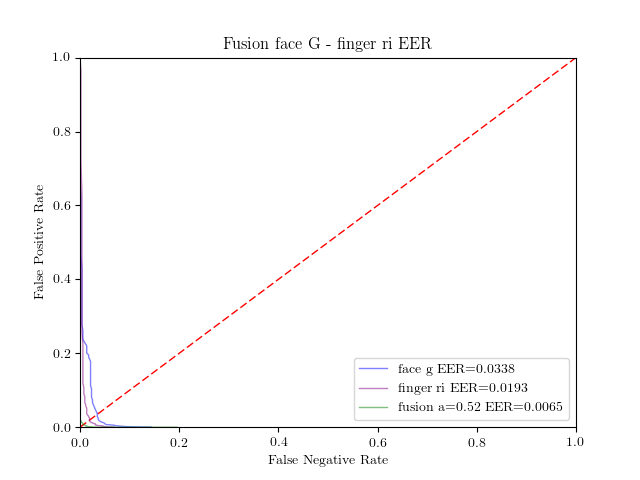 Fusion face G - finger ri EER
False Positive Rate
1.0
0.8
0.6
0.4
0.2
0.0
face g EER=0.0338
finger ri EER=0.0193
fusion a=0.52 EER=0.0065
0.0 0.2 0.4 0.6 0.8 1.0
False Negative Rate